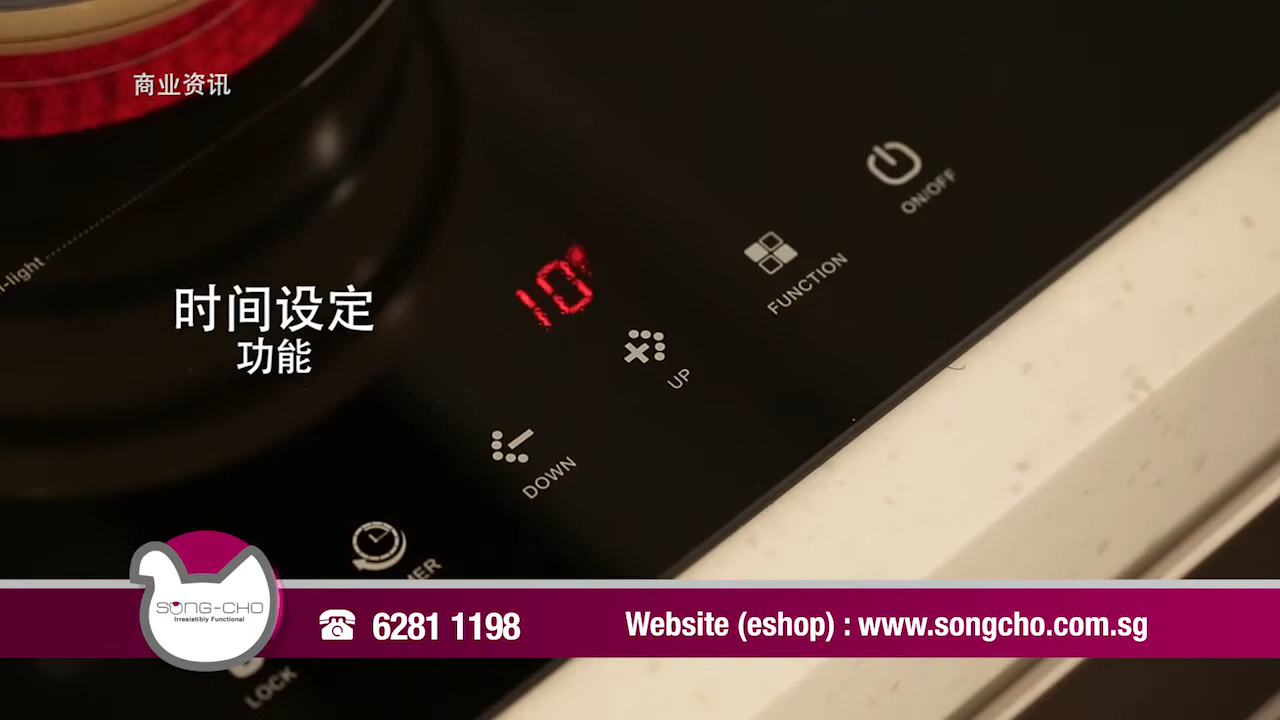 商业资讯
ON/OFF
10
FUNCTION
时间设定
功能
UP
DOWN
SONG-CHO
Irresistibly Functional
6281 1198
Website (eshop) : www.songcho.com.sg
LOCK